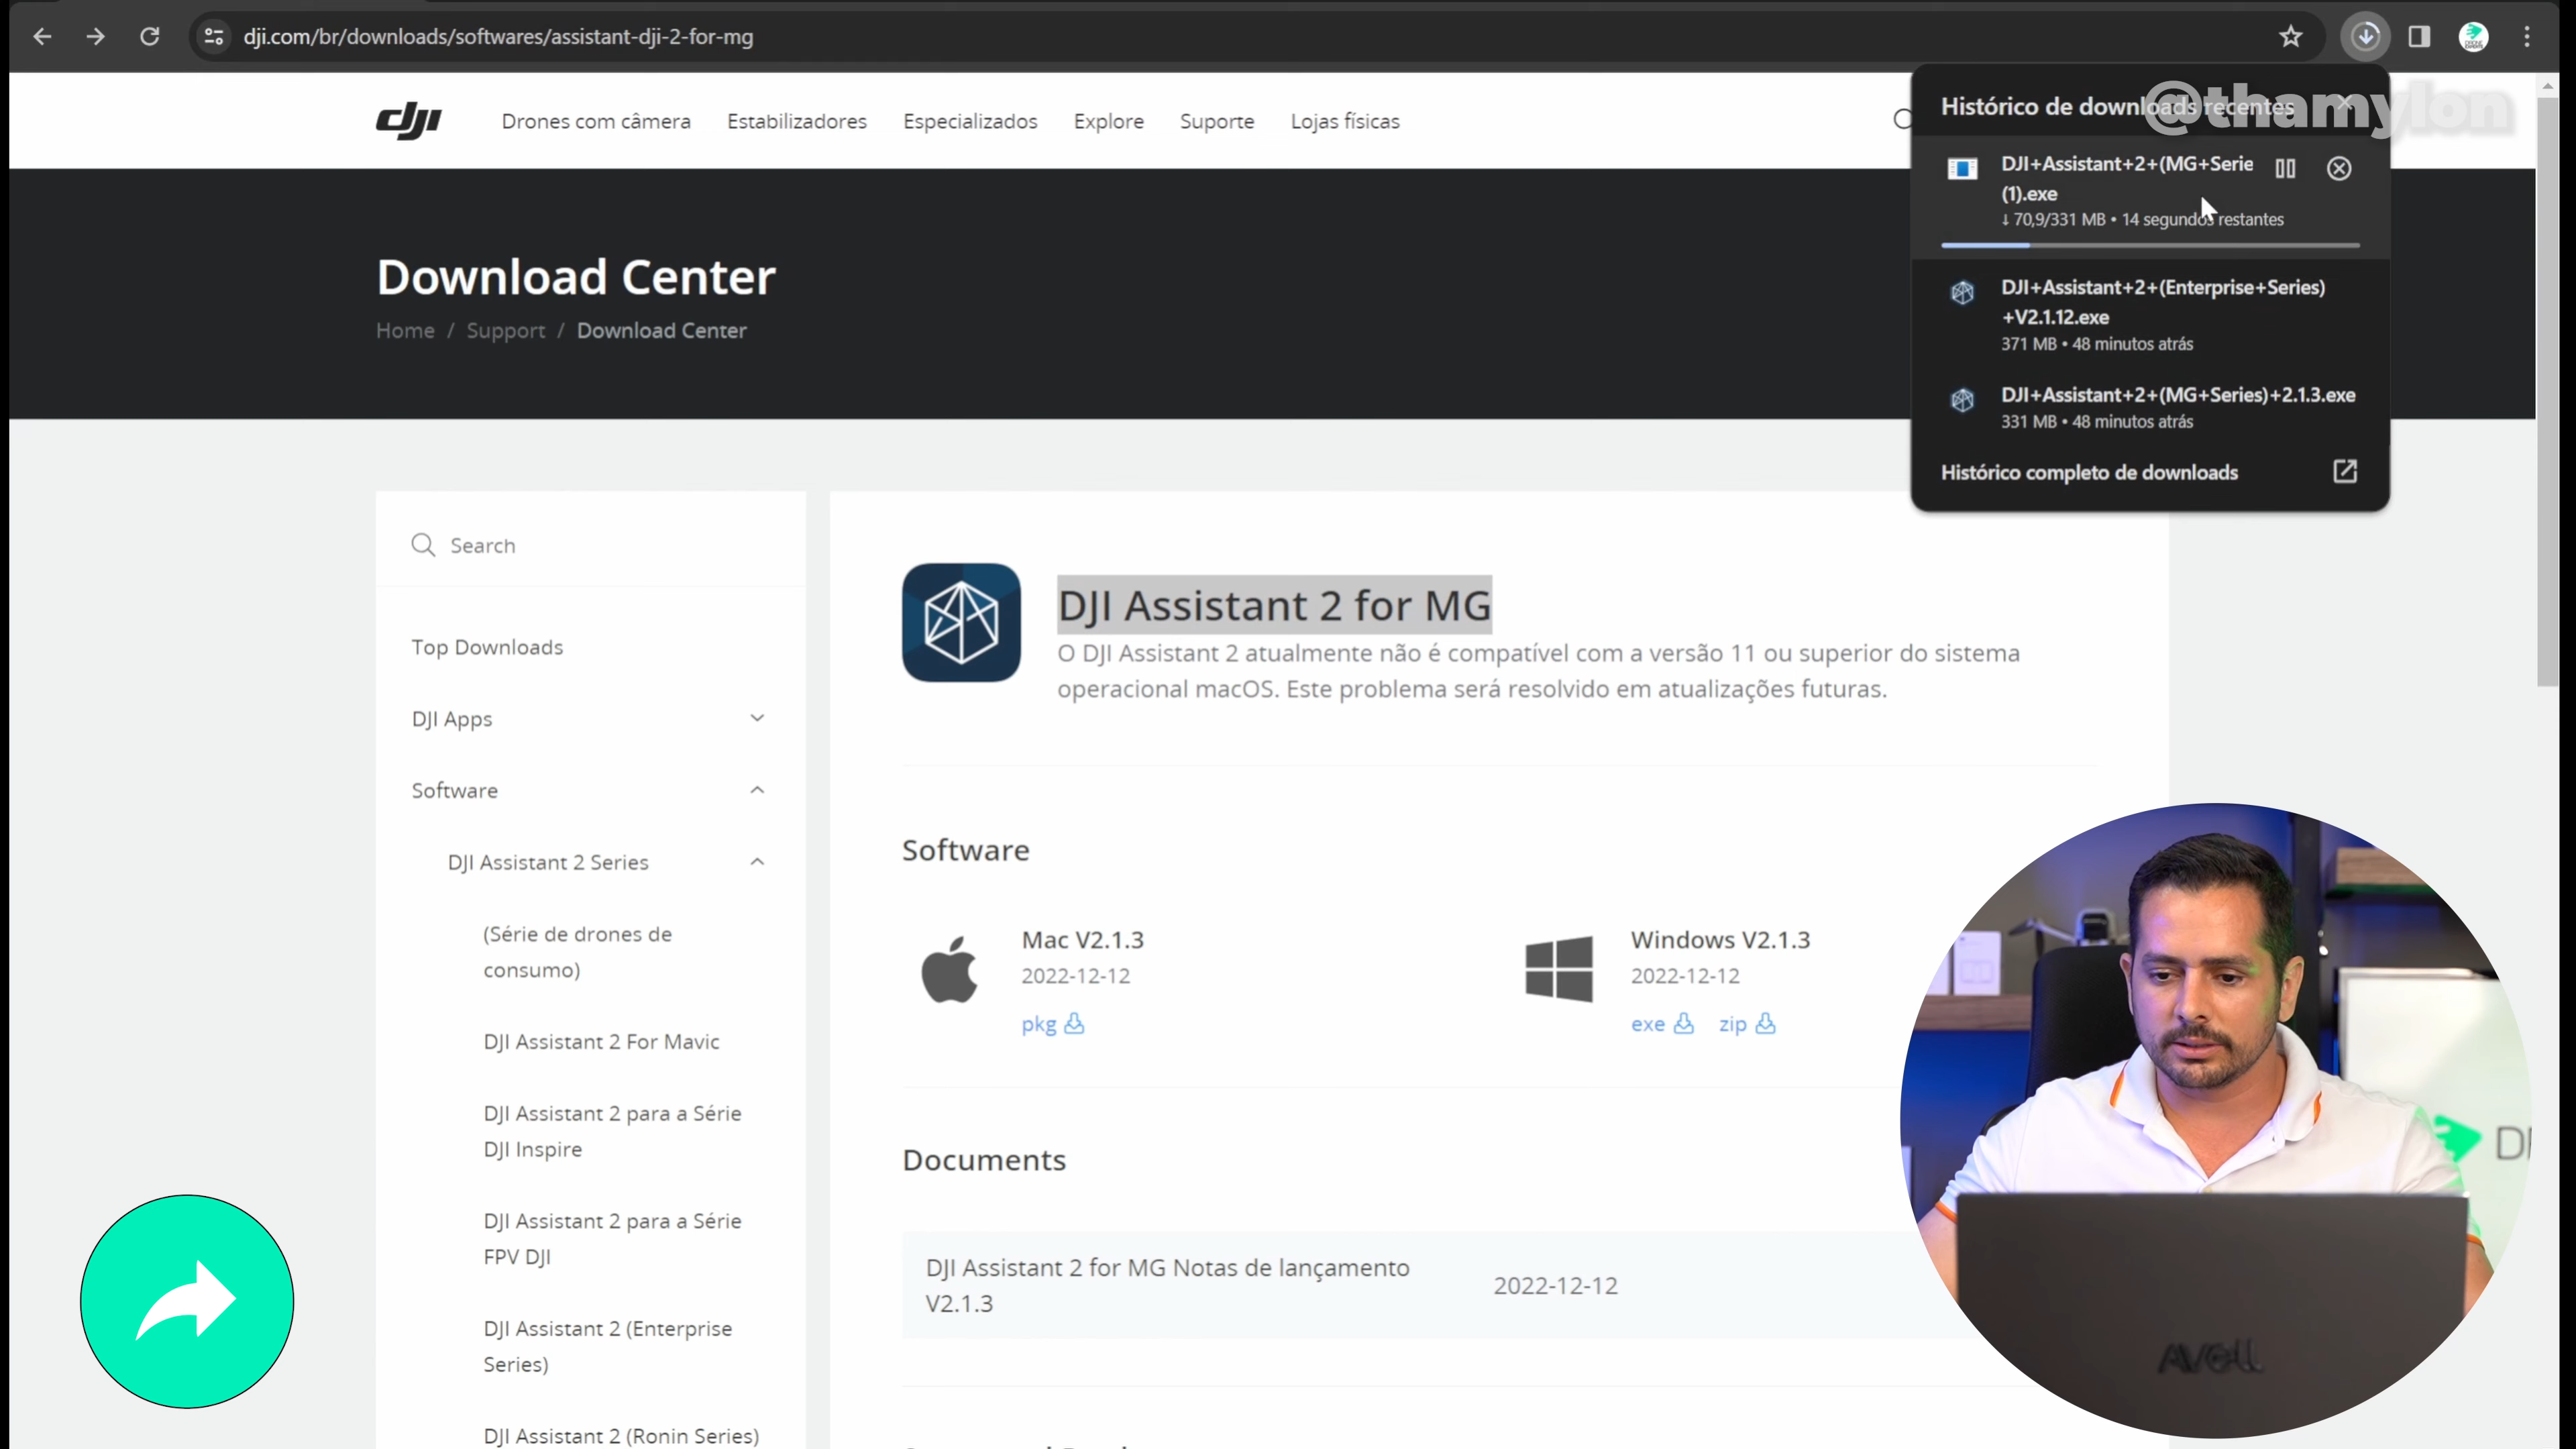 dji.com/br/downloads/softwares/assistant-dji-2-for-mg
dji
Drones com câmera
Estabilizadores
Especializados
Explore
Suporte
Lojas físicas
Histórico de downloads recentes
@thamylon
DJI+Assistant+2+(MG+Serie
(1).exe
↓ 70,9/331 MB • 14 segundos restantes
DJI+Assistant+2+(Enterprise+Series)
+V2.1.12.exe
371 MB • 48 minutos atrás
DJI+Assistant+2+(MG+Series)+2.1.3.exe
331 MB • 48 minutos atrás
Histórico completo de downloads
Download Center
Home / Support / Download Center
Search
Top Downloads
DJI Apps
Software
DJI Assistant 2 Series
(Série de drones de
consumo)
DJI Assistant 2 For Mavic
DJI Assistant 2 para a Série
DJI Inspire
DJI Assistant 2 para a Série
FPV DJI
DJI Assistant 2 (Enterprise
Series)
DJI Assistant 2 (Ronin Series)
DJI Assistant 2 for MG
O DJI Assistant 2 atualmente não é compatível com a versão 11 ou superior do sistema
operacional macOS. Este problema será resolvido em atualizações futuras.
Software
Mac V2.1.3
2022-12-12
pkg
Windows V2.1.3
2022-12-12
exe zip
Documents
DJI Assistant 2 for MG Notas de lançamento
V2.1.3
2022-12-12
Avell